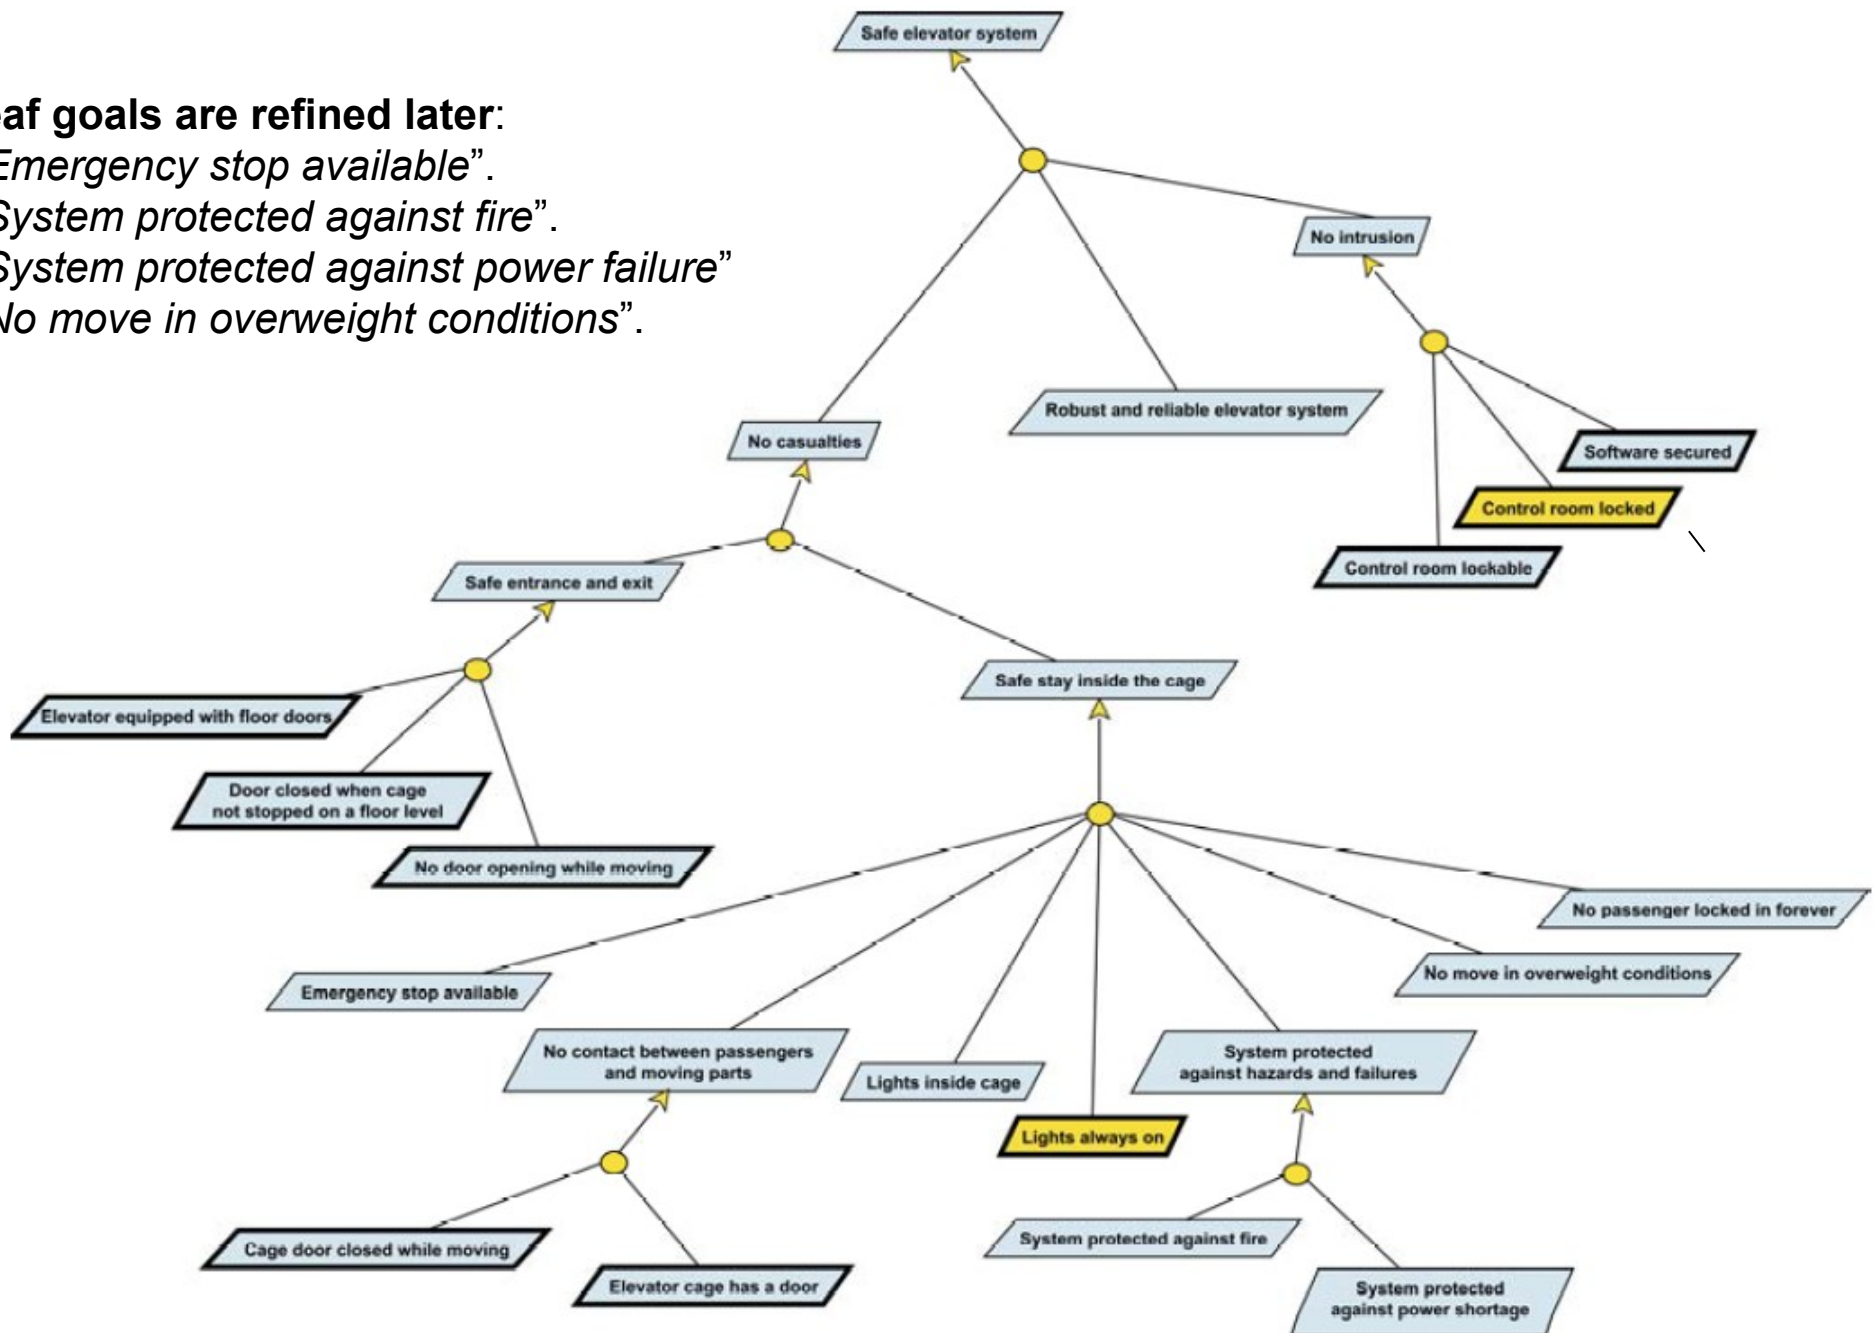 Safe elevator system
eaf goals are refined later:
Emergency stop available”.
System protected against fire”.
System protected against power failure”
No move in overweight conditions”.
No intrusion
Robust and reliable elevator system
No casualties
Software secured
Control room locked
Control room lockable
Safe entrance and exit
Safe stay inside the cage
Elevator equipped with floor doors
Door closed when cage
not stopped on a floor level
No door opening while moving
No passenger locked in forever
No move in overweight conditions
Emergency stop available
No contact between passengers
and moving parts
Lights inside cage
System protected
against hazards and failures
Lights always on
Cage door closed while moving
Elevator cage has a door
System protected against fire
System protected
against power shortage